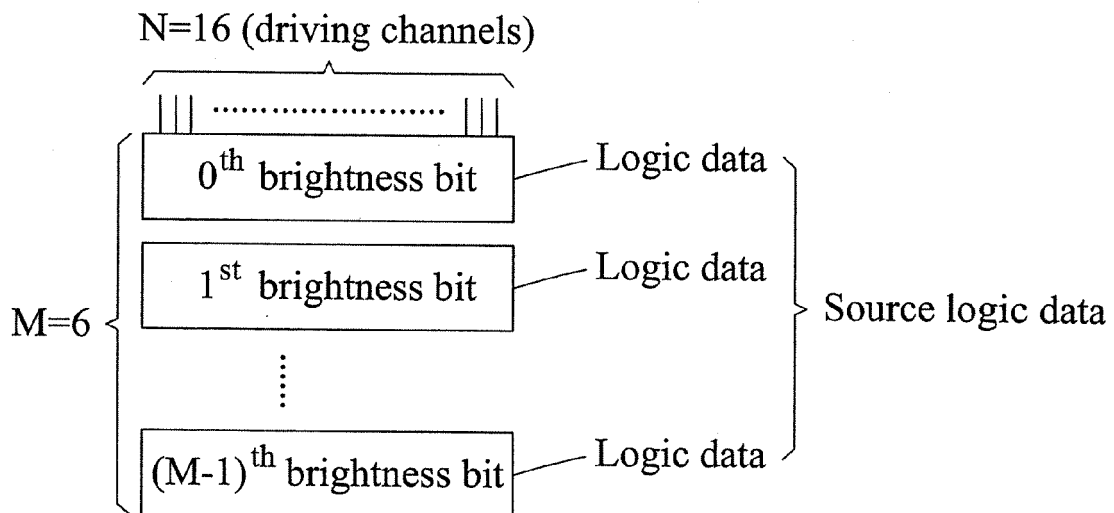 N=16 (driving channels)
0th brightness bit
Logic data
1st brightness bit
Logic data
M=6
Source logic data
(M-1)th brightness bit
Logic data